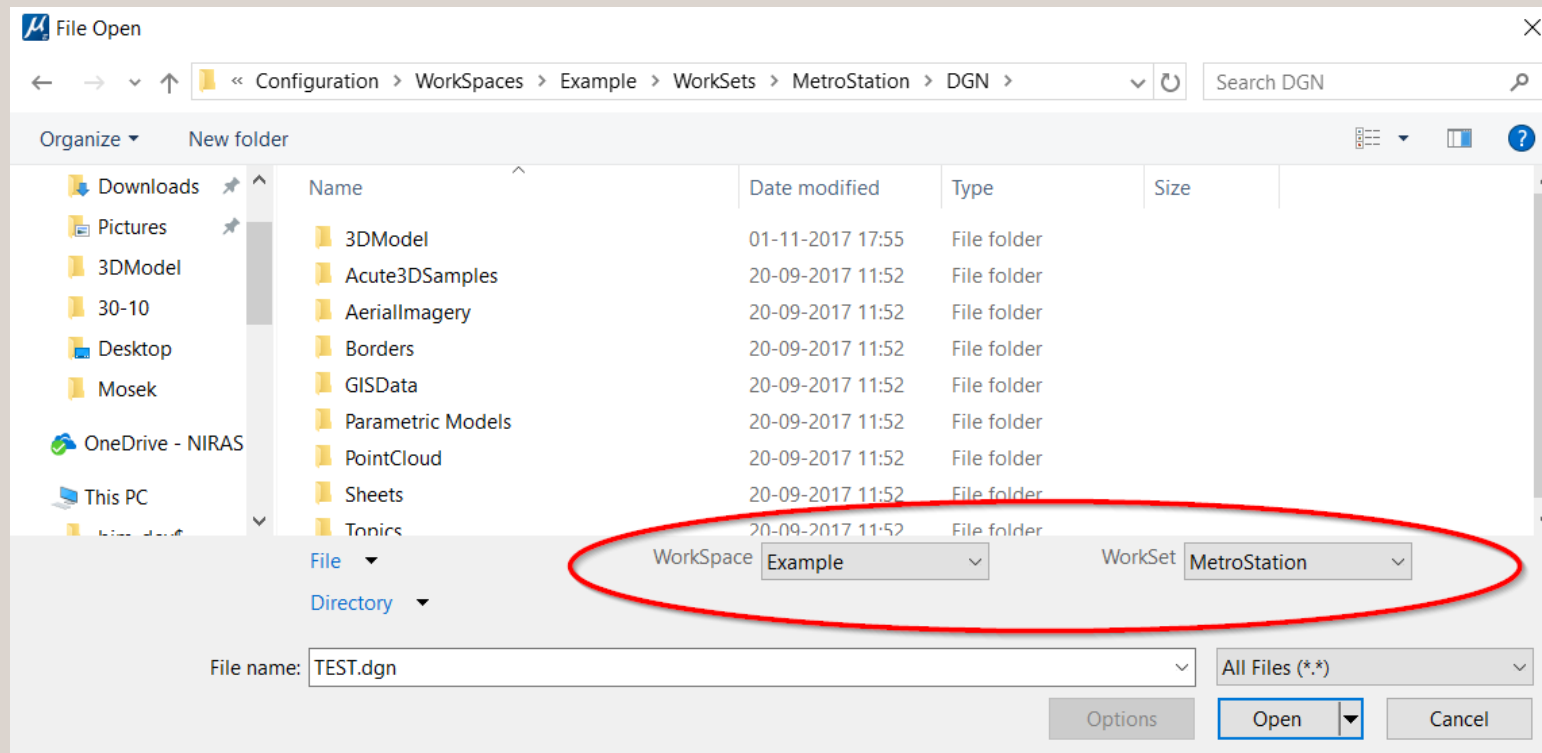 File Open
« Configuration > WorkSpaces > Example > WorkSets > MetroStation > DGN >
Search DGN
Organize
New folder
Downloads
Pictures
3DModel
30-10
Desktop
Mosek
OneDrive - NIRAS
This PC
Name Date modified Type Size
3DModel 01-11-2017 17:55 File folder
Acute3DSamples 20-09-2017 11:52 File folder
AerialImagery 20-09-2017 11:52 File folder
Borders 20-09-2017 11:52 File folder
GISData 20-09-2017 11:52 File folder
Parametric Models 20-09-2017 11:52 File folder
PointCloud 20-09-2017 11:52 File folder
Sheets 20-09-2017 11:52 File folder
Topics 20-09-2017 11:52 File folder
File
WorkSpace Example
WorkSet MetroStation
Directory
File name: TEST.dgn
All Files (*.*)
Options
Open
Cancel